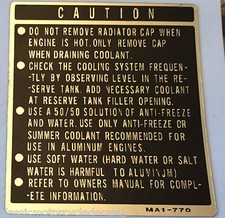 CAUTION
● DO NOT REMOVE RADIATOR CAP WHEN
ENGINE IS HOT. ONLY REMOVE CAP
WHEN DRAINING COOLANT.
● CHECK THE COOLING SYSTEM FREQUEN-
TLY BY OBSERVING LEVEL IN THE RE-
SERVE TANK. ADD NECESSARY COOLANT
AT RESERVE TANK FILLER OPENING.
● USE A 50/50 SOLUTION OF ANTI-FREEZE
AND WATER. USE ONLY ANTI-FREEZE OR
SUMMER COOLANT RECOMMENDED FOR
USE IN ALUMINUM ENGINES.
● USE SOFT WATER (HARD WATER OR SALT
WATER IS HARMFUL TO ALUMINUM)
● REFER TO OWNERS MANUAL FOR COMPL-
ETE INFORMATION.
MA1-770